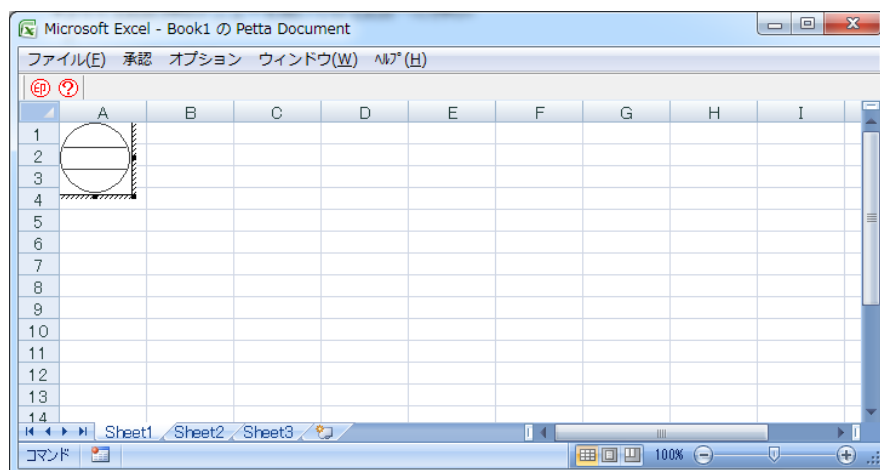 Microsoft Excel - Book1 の Petta Document
ファイル(F) 承認 オプション ウィンドウ(W) ﾍﾙﾌﾟ(H)
印 ?
A B C D E F G H I
1
2
3
4
5
6
7
8
9
10
11
12
13
14
Sheet1 Sheet2 Sheet3
コマンド 100%